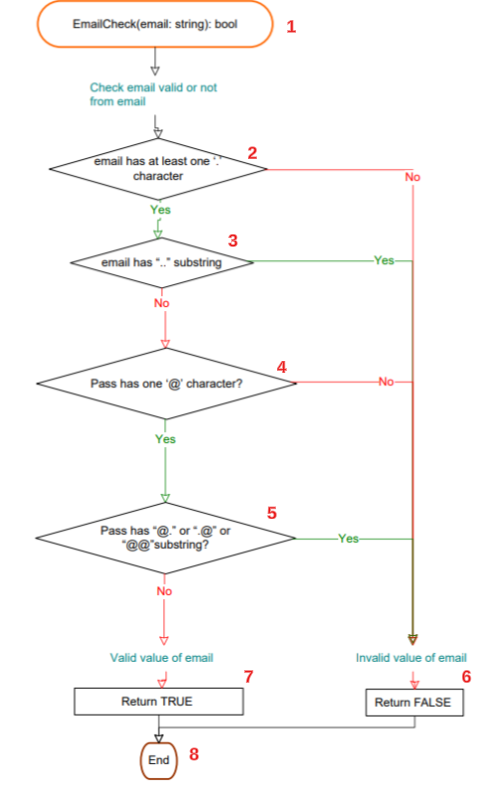 EmailCheck(email: string): bool
1
Check email valid or not
from email
email has at least one '.'
character
2
No
Yes
3
email has ".." substring
Yes
No
4
Pass has one '@' character?
No
Yes
5
Pass has "@." or ".@" or
"@@"substring?
Yes
No
Valid value of email
Invalid value of email
7
6
Return TRUE
Return FALSE
End
8